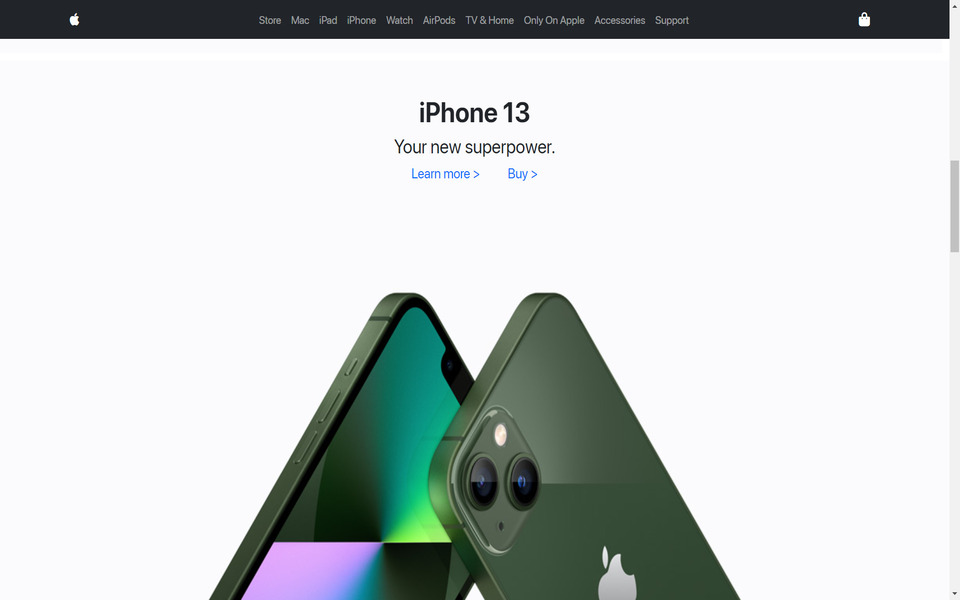 Store Mac iPad iPhone Watch AirPods TV & Home Only On Apple Accessories Support
iPhone 13
Your new superpower.
Learn more > Buy >